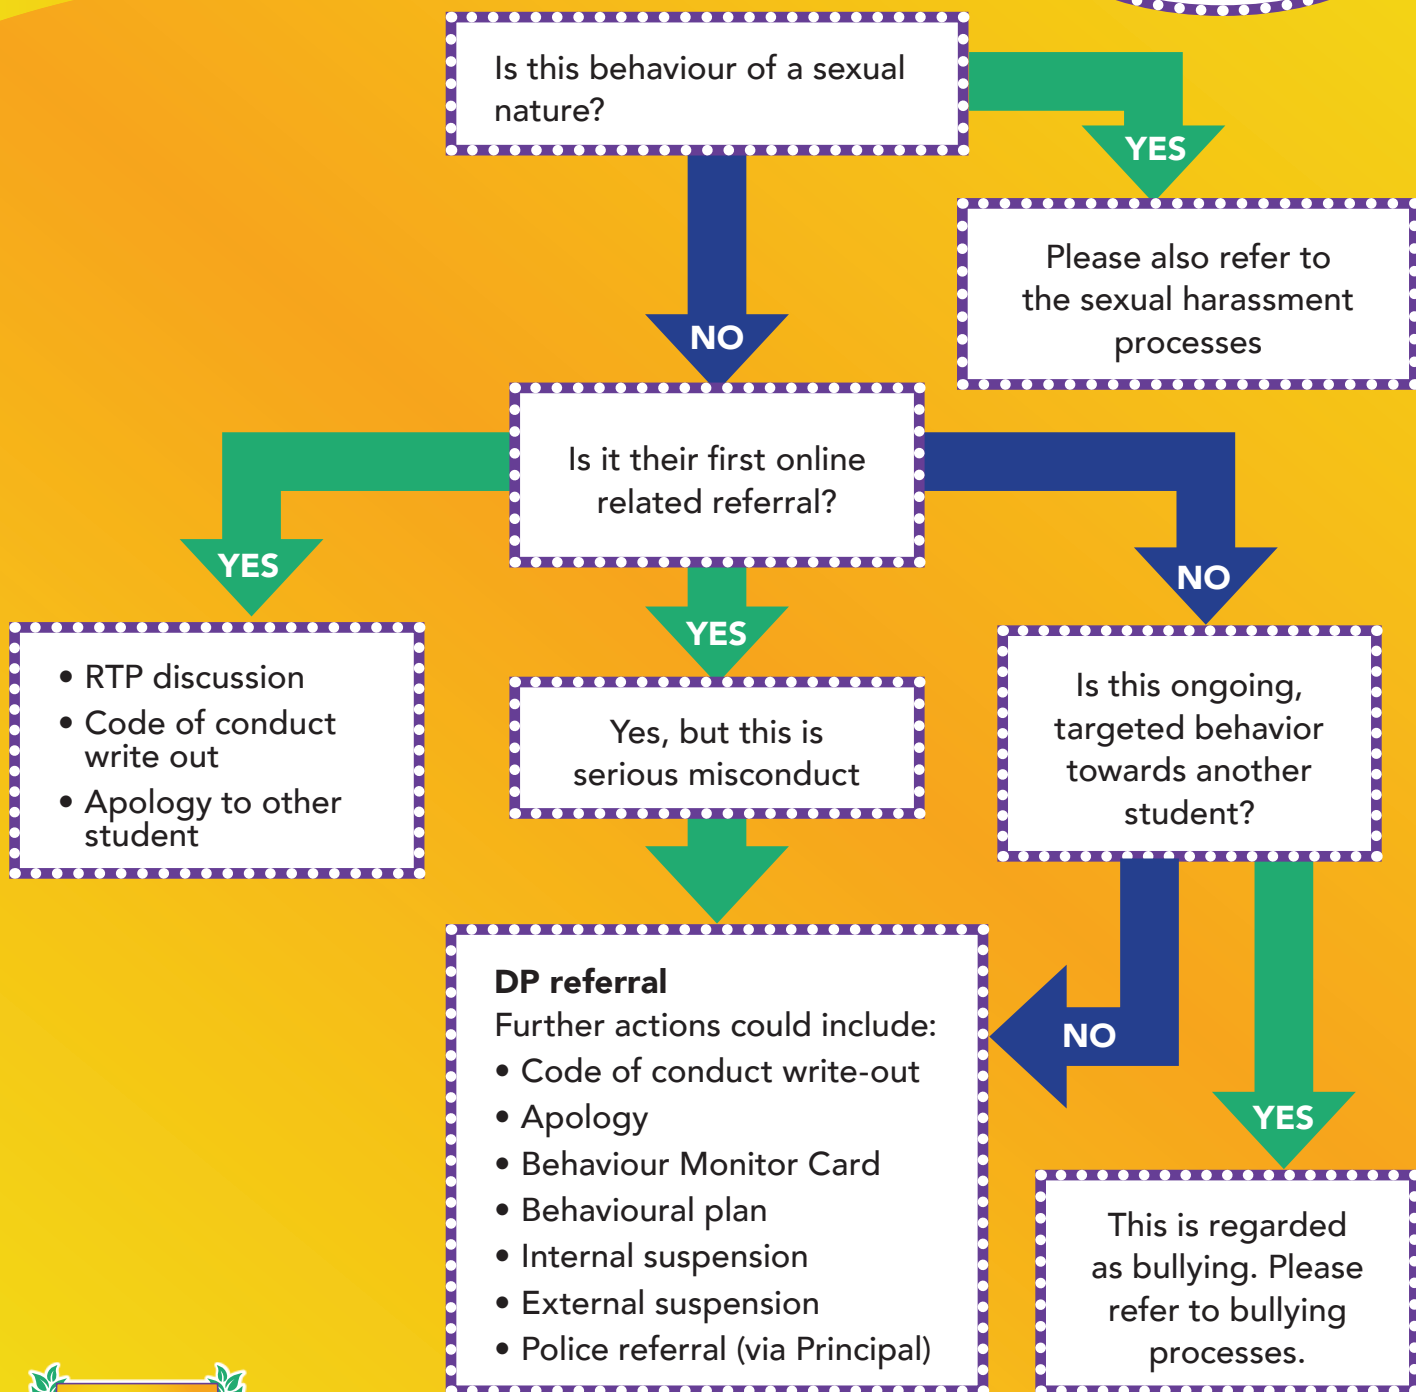 Is this behaviour of a sexual
nature?
YES
Please also refer to
the sexual harassment
processes
NO
Is it their first online
related referral?
YES
• RTP discussion
• Code of conduct
write out
• Apology to other
student
YES
Yes, but this is
serious misconduct
NO
Is this ongoing,
targeted behavior
towards another
student?
DP referral
Further actions could include:
• Code of conduct write-out
• Apology
• Behaviour Monitor Card
• Behavioural plan
• Internal suspension
• External suspension
• Police referral (via Principal)
NO
YES
This is regarded
as bullying. Please
refer to bullying
processes.